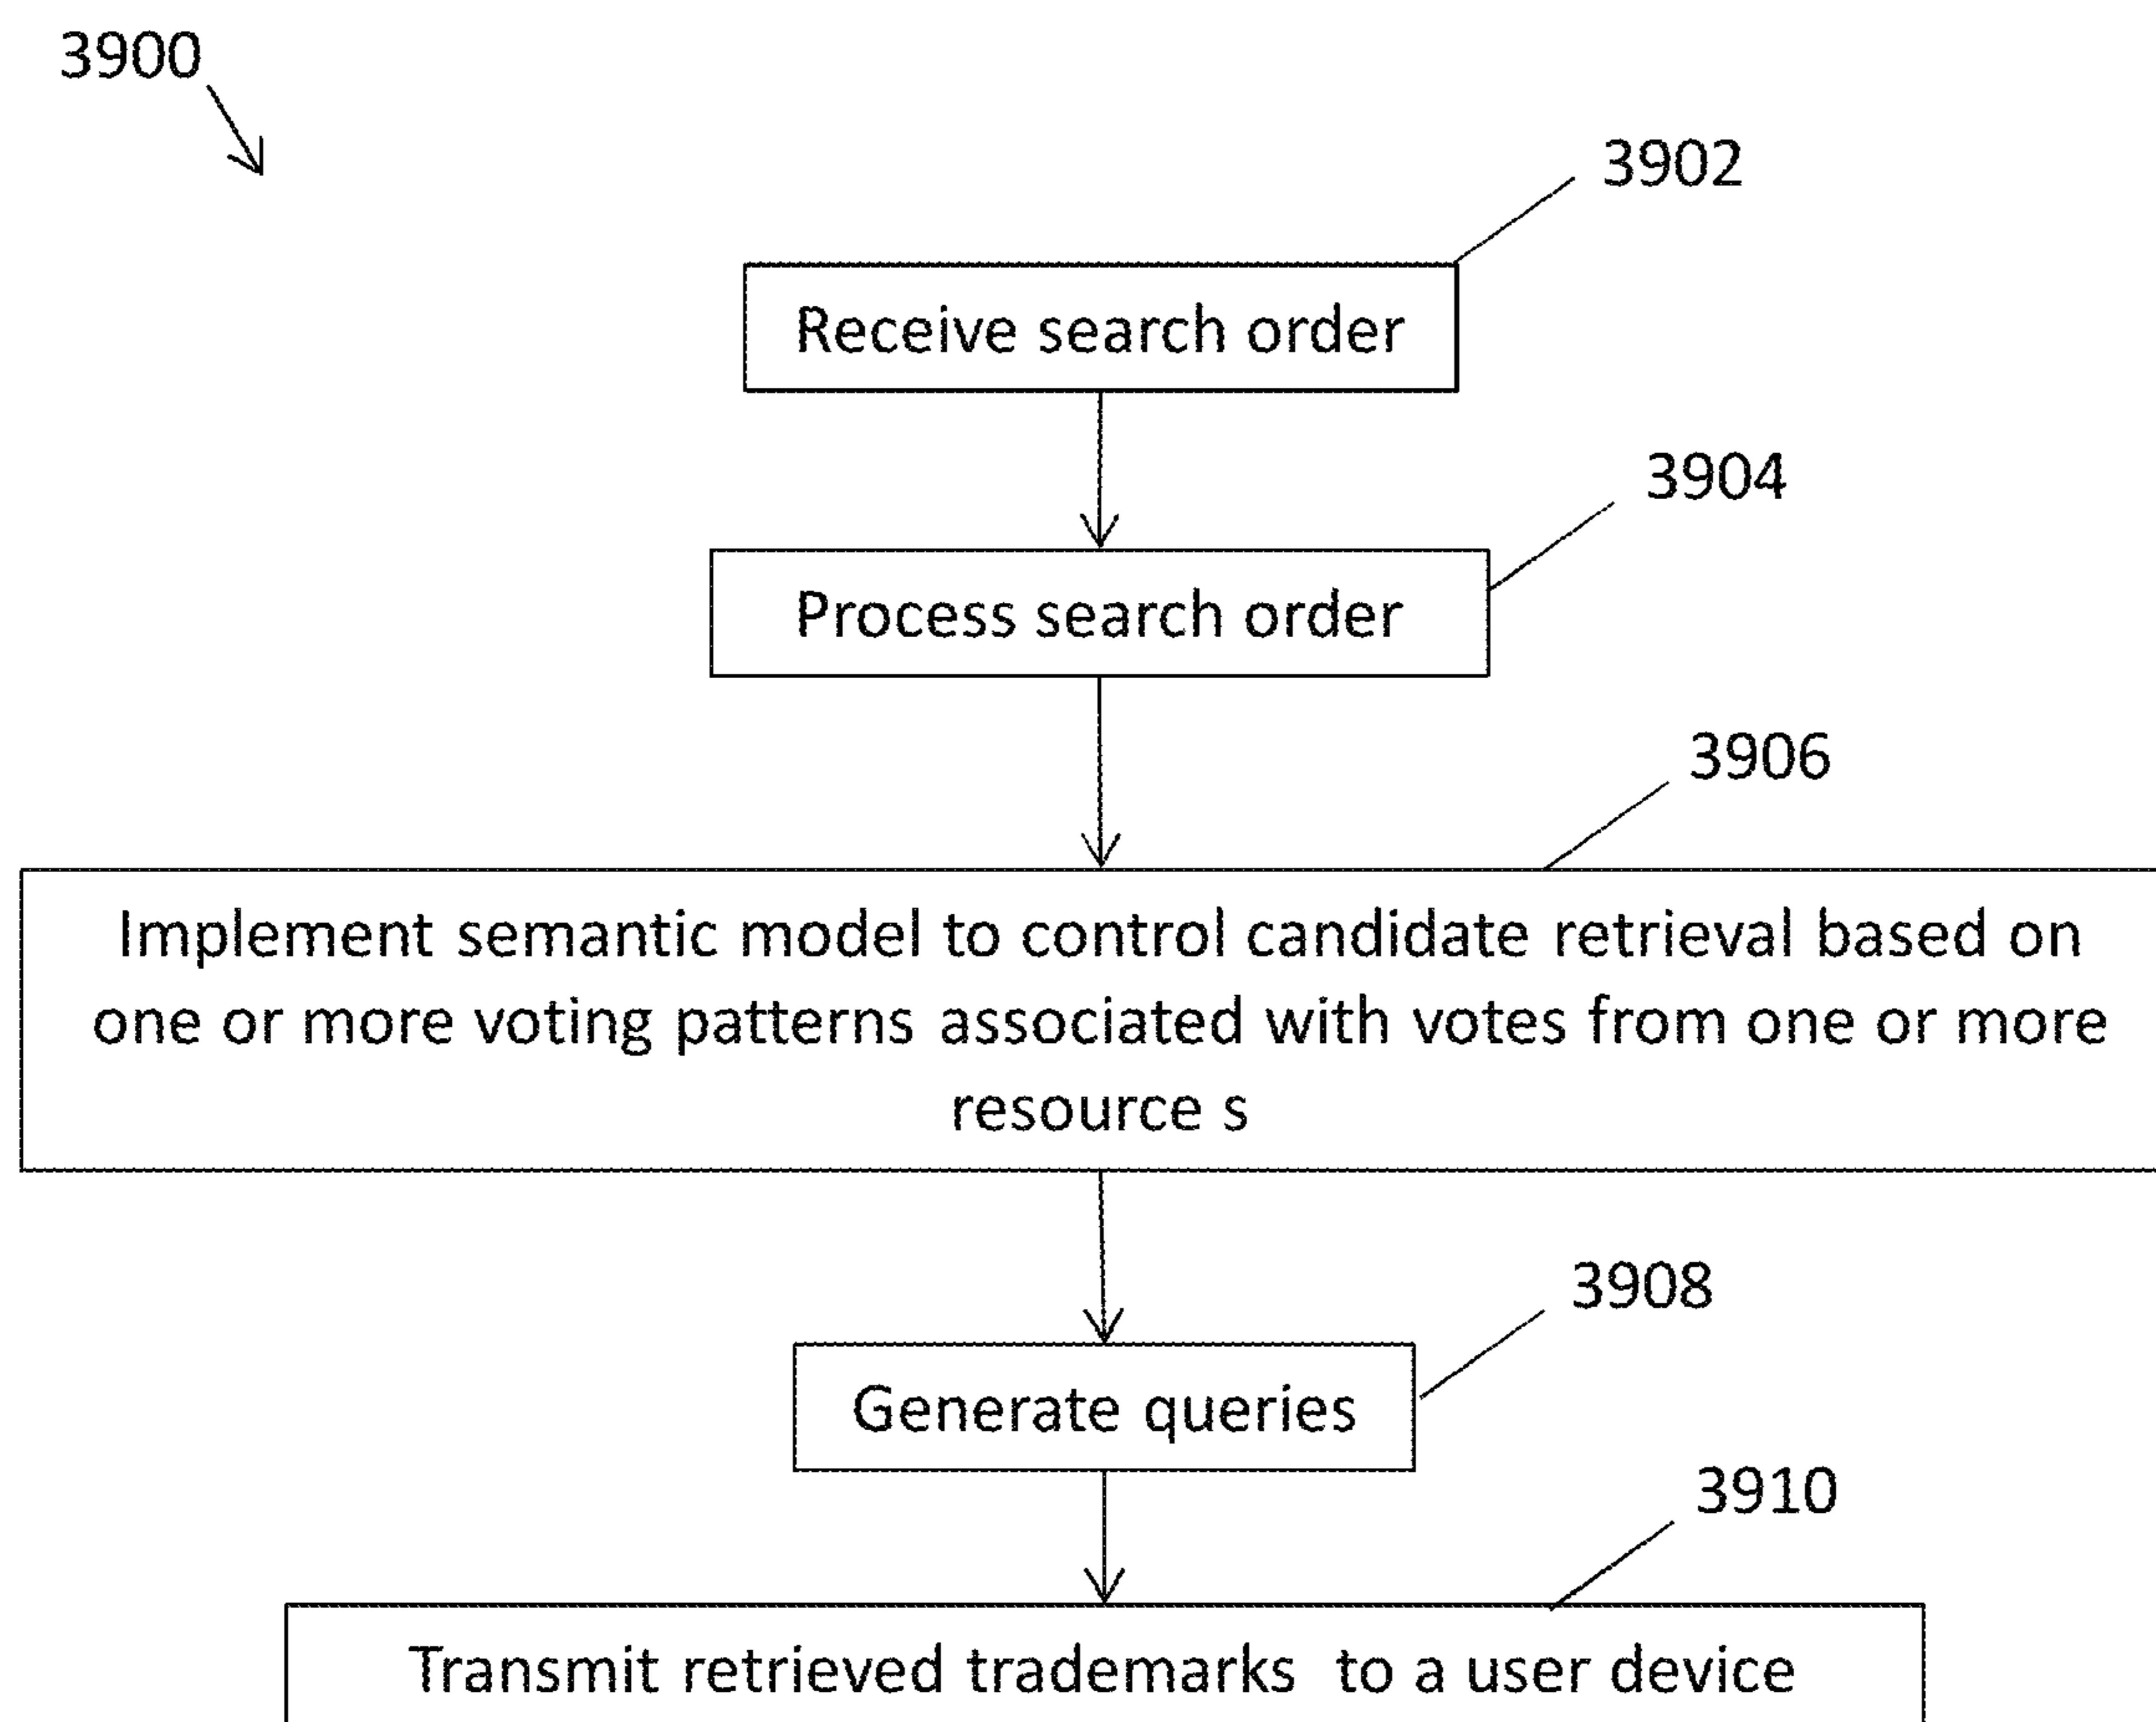 3900
3902
Receive search order
3904
Process search order
3906
Implement semantic model to control candidate retrieval based on
one or more voting patterns associated with votes from one or more
resource s
3908
Generate queries
3910
Transmit retrieved trademarks to a user device